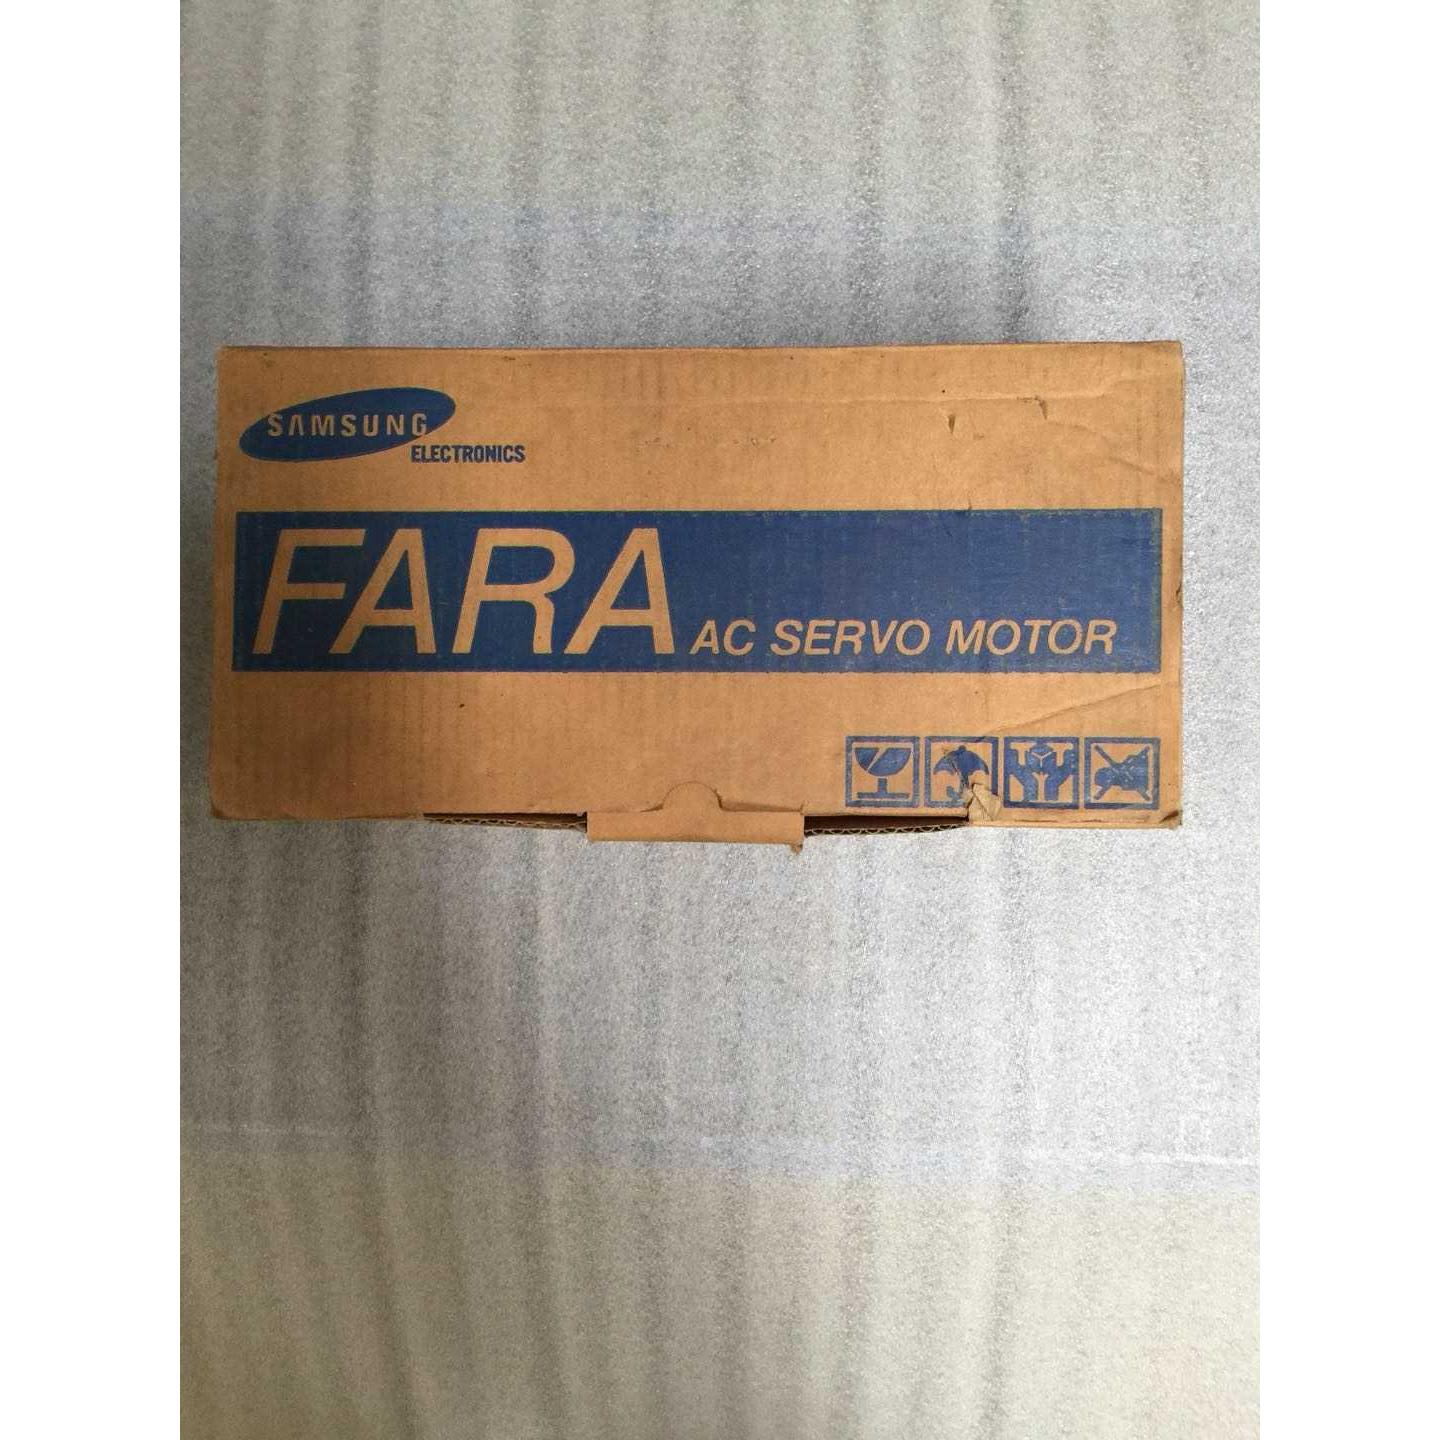 SAMSUNG
ELECTRONICS
FARA AC SERVO MOTOR